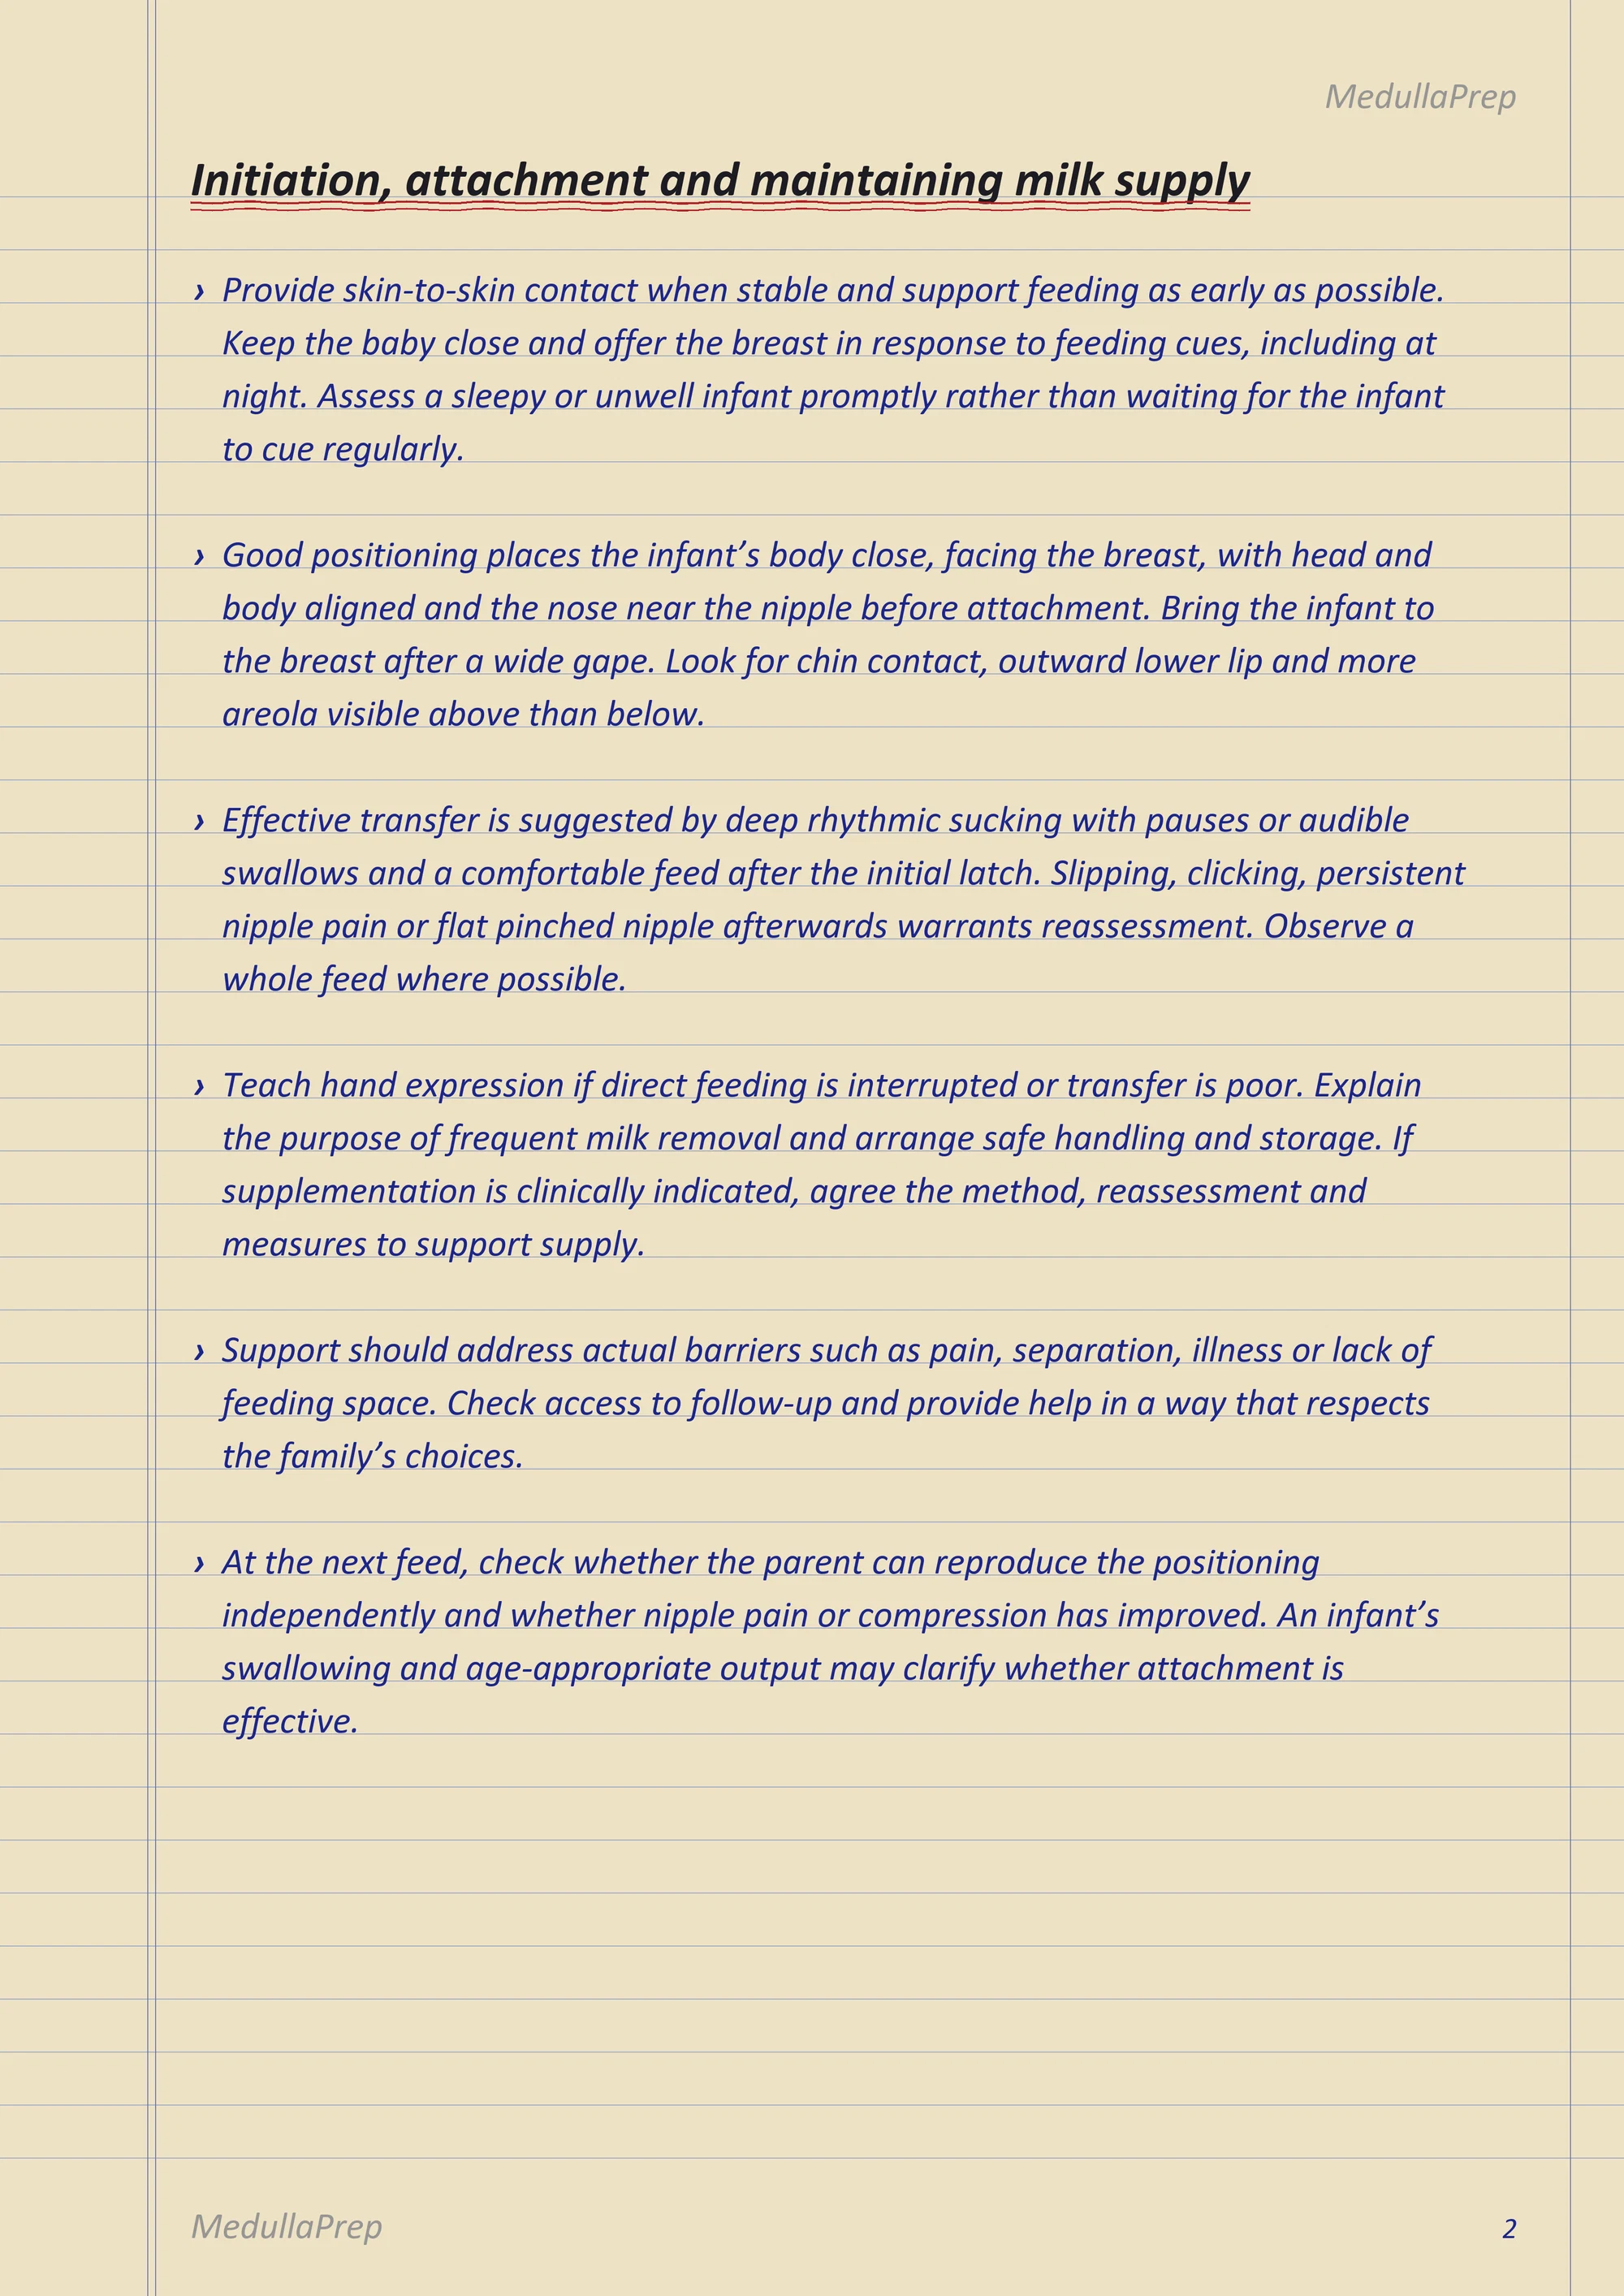 MedullaPrep
Initiation, attachment and maintaining milk supply
› Provide skin-to-skin contact when stable and support feeding as early as possible.
Keep the baby close and offer the breast in response to feeding cues, including at
night. Assess a sleepy or unwell infant promptly rather than waiting for the infant
to cue regularly.
› Good positioning places the infant’s body close, facing the breast, with head and
body aligned and the nose near the nipple before attachment. Bring the infant to
the breast after a wide gape. Look for chin contact, outward lower lip and more
areola visible above than below.
› Effective transfer is suggested by deep rhythmic sucking with pauses or audible
swallows and a comfortable feed after the initial latch. Slipping, clicking, persistent
nipple pain or flat pinched nipple afterwards warrants reassessment. Observe a
whole feed where possible.
› Teach hand expression if direct feeding is interrupted or transfer is poor. Explain
the purpose of frequent milk removal and arrange safe handling and storage. If
supplementation is clinically indicated, agree the method, reassessment and
measures to support supply.
› Support should address actual barriers such as pain, separation, illness or lack of
feeding space. Check access to follow-up and provide help in a way that respects
the family’s choices.
› At the next feed, check whether the parent can reproduce the positioning
independently and whether nipple pain or compression has improved. An infant’s
swallowing and age-appropriate output may clarify whether attachment is
effective.
MedullaPrep
2